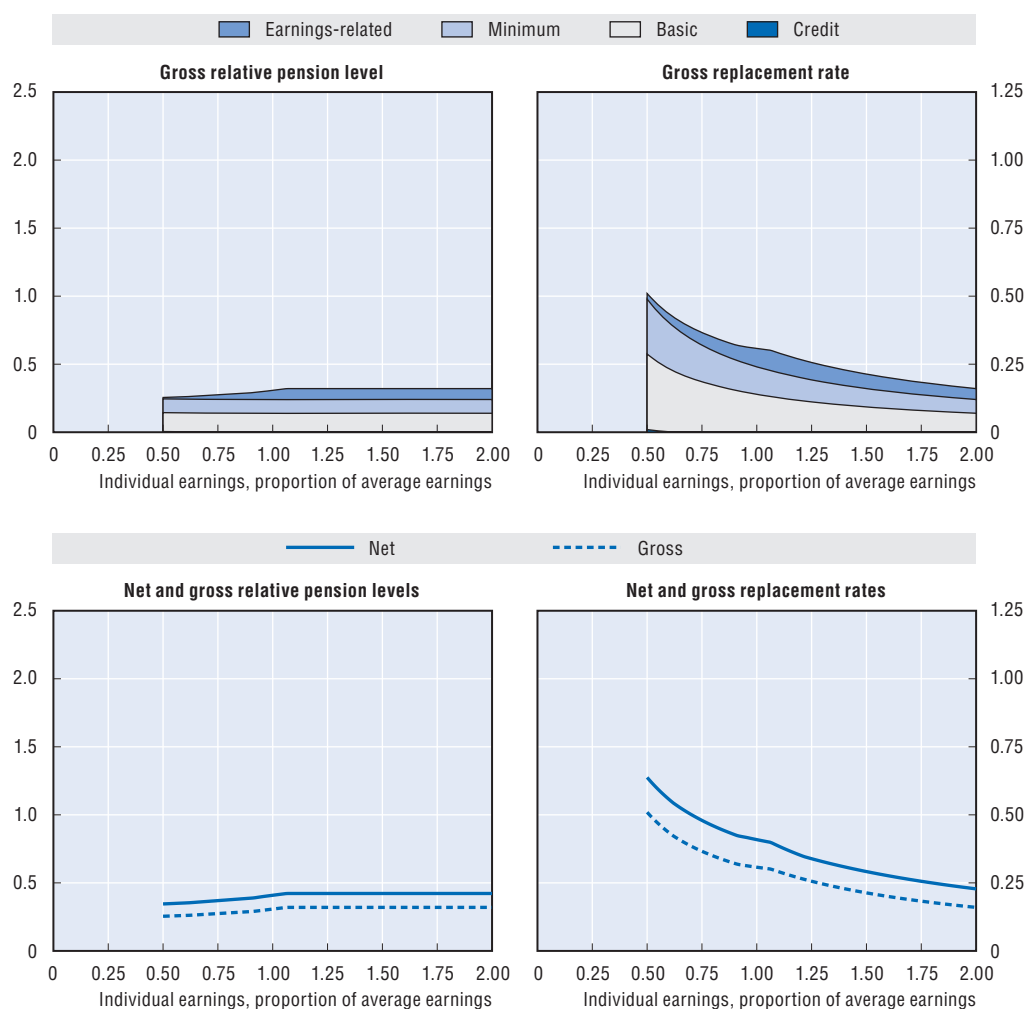 Earnings-related Minimum Basic Credit
Gross relative pension level
2.5
2.0
1.5
1.0
0.5
0
0 0.25 0.50 0.75 1.00 1.25 1.50 1.75 2.00
Individual earnings, proportion of average earnings
Gross replacement rate
1.25
1.00
0.75
0.50
0.25
0
0 0.25 0.50 0.75 1.00 1.25 1.50 1.75 2.00
Individual earnings, proportion of average earnings
Net Gross
Net and gross relative pension levels
2.5
2.0
1.5
1.0
0.5
0
0 0.25 0.50 0.75 1.00 1.25 1.50 1.75 2.00
Individual earnings, proportion of average earnings
Net and gross replacement rates
1.25
1.00
0.75
0.50
0.25
0
0 0.25 0.50 0.75 1.00 1.25 1.50 1.75 2.00
Individual earnings, proportion of average earnings